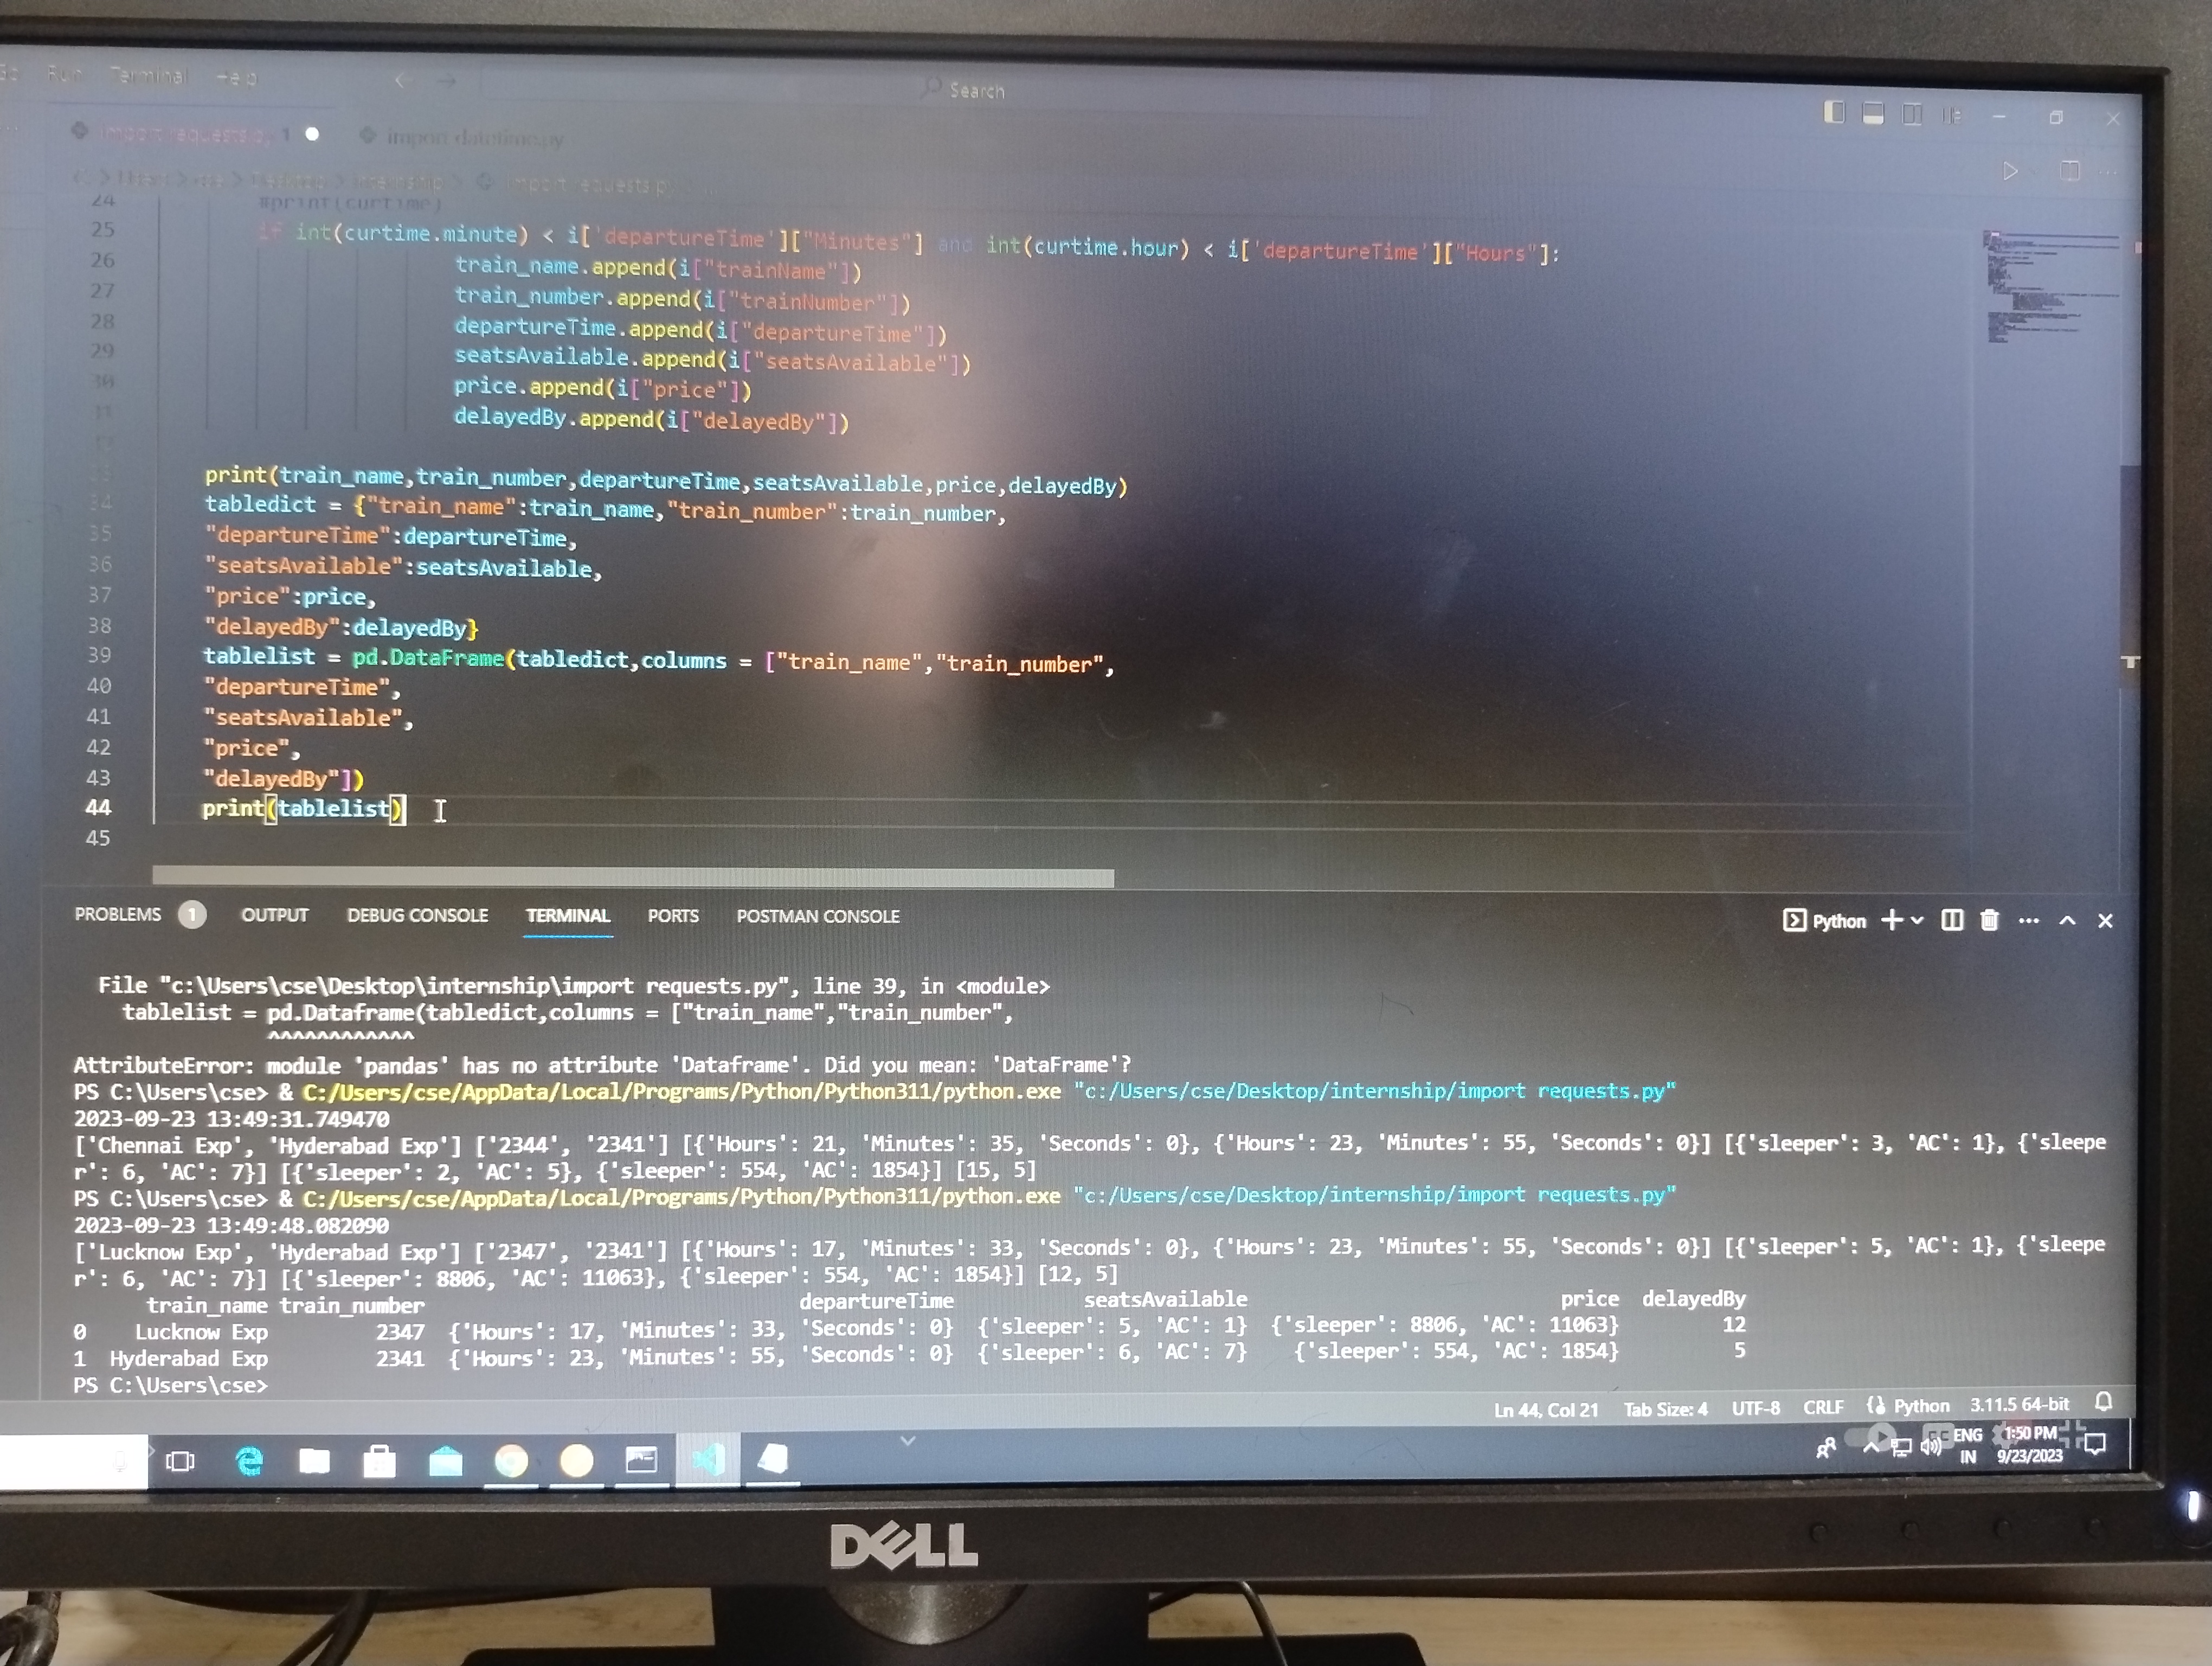 Run Terminal Help
Search
import requests.py 1
import datetime.py
Desktop > internship > import requests.py
24 #print(curtime)
25 if int(curtime.minute) < i['departureTime']["Minutes"] and int(curtime.hour) < i['departureTime']["Hours"]:
26 train_name.append(i["trainName"])
27 train_number.append(i["trainNumber"])
28 departureTime.append(i["departureTime"])
29 seatsAvailable.append(i["seatsAvailable"])
30 price.append(i["price"])
31 delayedBy.append(i["delayedBy"])
print(train_name,train_number,departureTime,seatsAvailable,price,delayedBy)
34 tabledict = {"train_name":train_name,"train_number":train_number,
35 "departureTime":departureTime,
36 "seatsAvailable":seatsAvailable,
37 "price":price,
38 "delayedBy":delayedBy}
39 tablelist = pd.DataFrame(tabledict,columns = ["train_name","train_number",
40 "departureTime",
41 "seatsAvailable",
42 "price",
43 "delayedBy"])
44 print(tablelist)
45
PROBLEMS 1 OUTPUT DEBUG CONSOLE TERMINAL PORTS POSTMAN CONSOLE
Python
File "c:\Users\cse\Desktop\internship\import requests.py", line 39, in <module>
tablelist = pd.Dataframe(tabledict,columns = ["train_name","train_number",
^^^^^^^^^^^^
AttributeError: module 'pandas' has no attribute 'Dataframe'. Did you mean: 'DataFrame'?
PS C:\Users\cse> & C:/Users/cse/AppData/Local/Programs/Python/Python311/python.exe "c:/Users/cse/Desktop/internship/import requests.py"
2023-09-23 13:49:31.749470
['Chennai Exp', 'Hyderabad Exp'] ['2344', '2341'] [{'Hours': 21, 'Minutes': 35, 'Seconds': 0}, {'Hours': 23, 'Minutes': 55, 'Seconds': 0}] [{'sleeper': 3, 'AC': 1}, {'sleepe
r': 6, 'AC': 7}] [{'sleeper': 2, 'AC': 5}, {'sleeper': 554, 'AC': 1854}] [15, 5]
PS C:\Users\cse> & C:/Users/cse/AppData/Local/Programs/Python/Python311/python.exe "c:/Users/cse/Desktop/internship/import requests.py"
2023-09-23 13:49:48.082090
['Lucknow Exp', 'Hyderabad Exp'] ['2347', '2341'] [{'Hours': 17, 'Minutes': 33, 'Seconds': 0}, {'Hours': 23, 'Minutes': 55, 'Seconds': 0}] [{'sleeper': 5, 'AC': 1}, {'sleepe
r': 6, 'AC': 7}] [{'sleeper': 8806, 'AC': 11063}, {'sleeper': 554, 'AC': 1854}] [12, 5]
train_name train_number departureTime seatsAvailable price delayedBy
0 Lucknow Exp 2347 {'Hours': 17, 'Minutes': 33, 'Seconds': 0} {'sleeper': 5, 'AC': 1} {'sleeper': 8806, 'AC': 11063} 12
1 Hyderabad Exp 2341 {'Hours': 23, 'Minutes': 55, 'Seconds': 0} {'sleeper': 6, 'AC': 7} {'sleeper': 554, 'AC': 1854} 5
PS C:\Users\cse>
Ln 44, Col 21 Tab Size: 4 UTF-8 CRLF Python 3.11.5 64-bit
ENG 1:50 PM
IN 9/23/2023
DELL